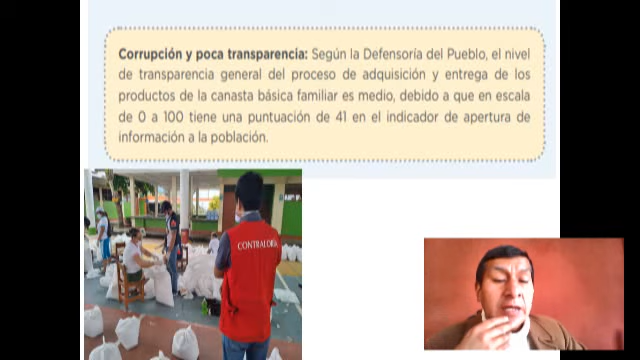 Corrupción y poca transparencia: Según la Defensoría del Pueblo, el nivel
de transparencia general del proceso de adquisición y entrega de los
productos de la canasta básica familiar es medio, debido a que en escala
de 0 a 100 tiene una puntuación de 41 en el indicador de apertura de
información a la población.
CONTRALORÍA